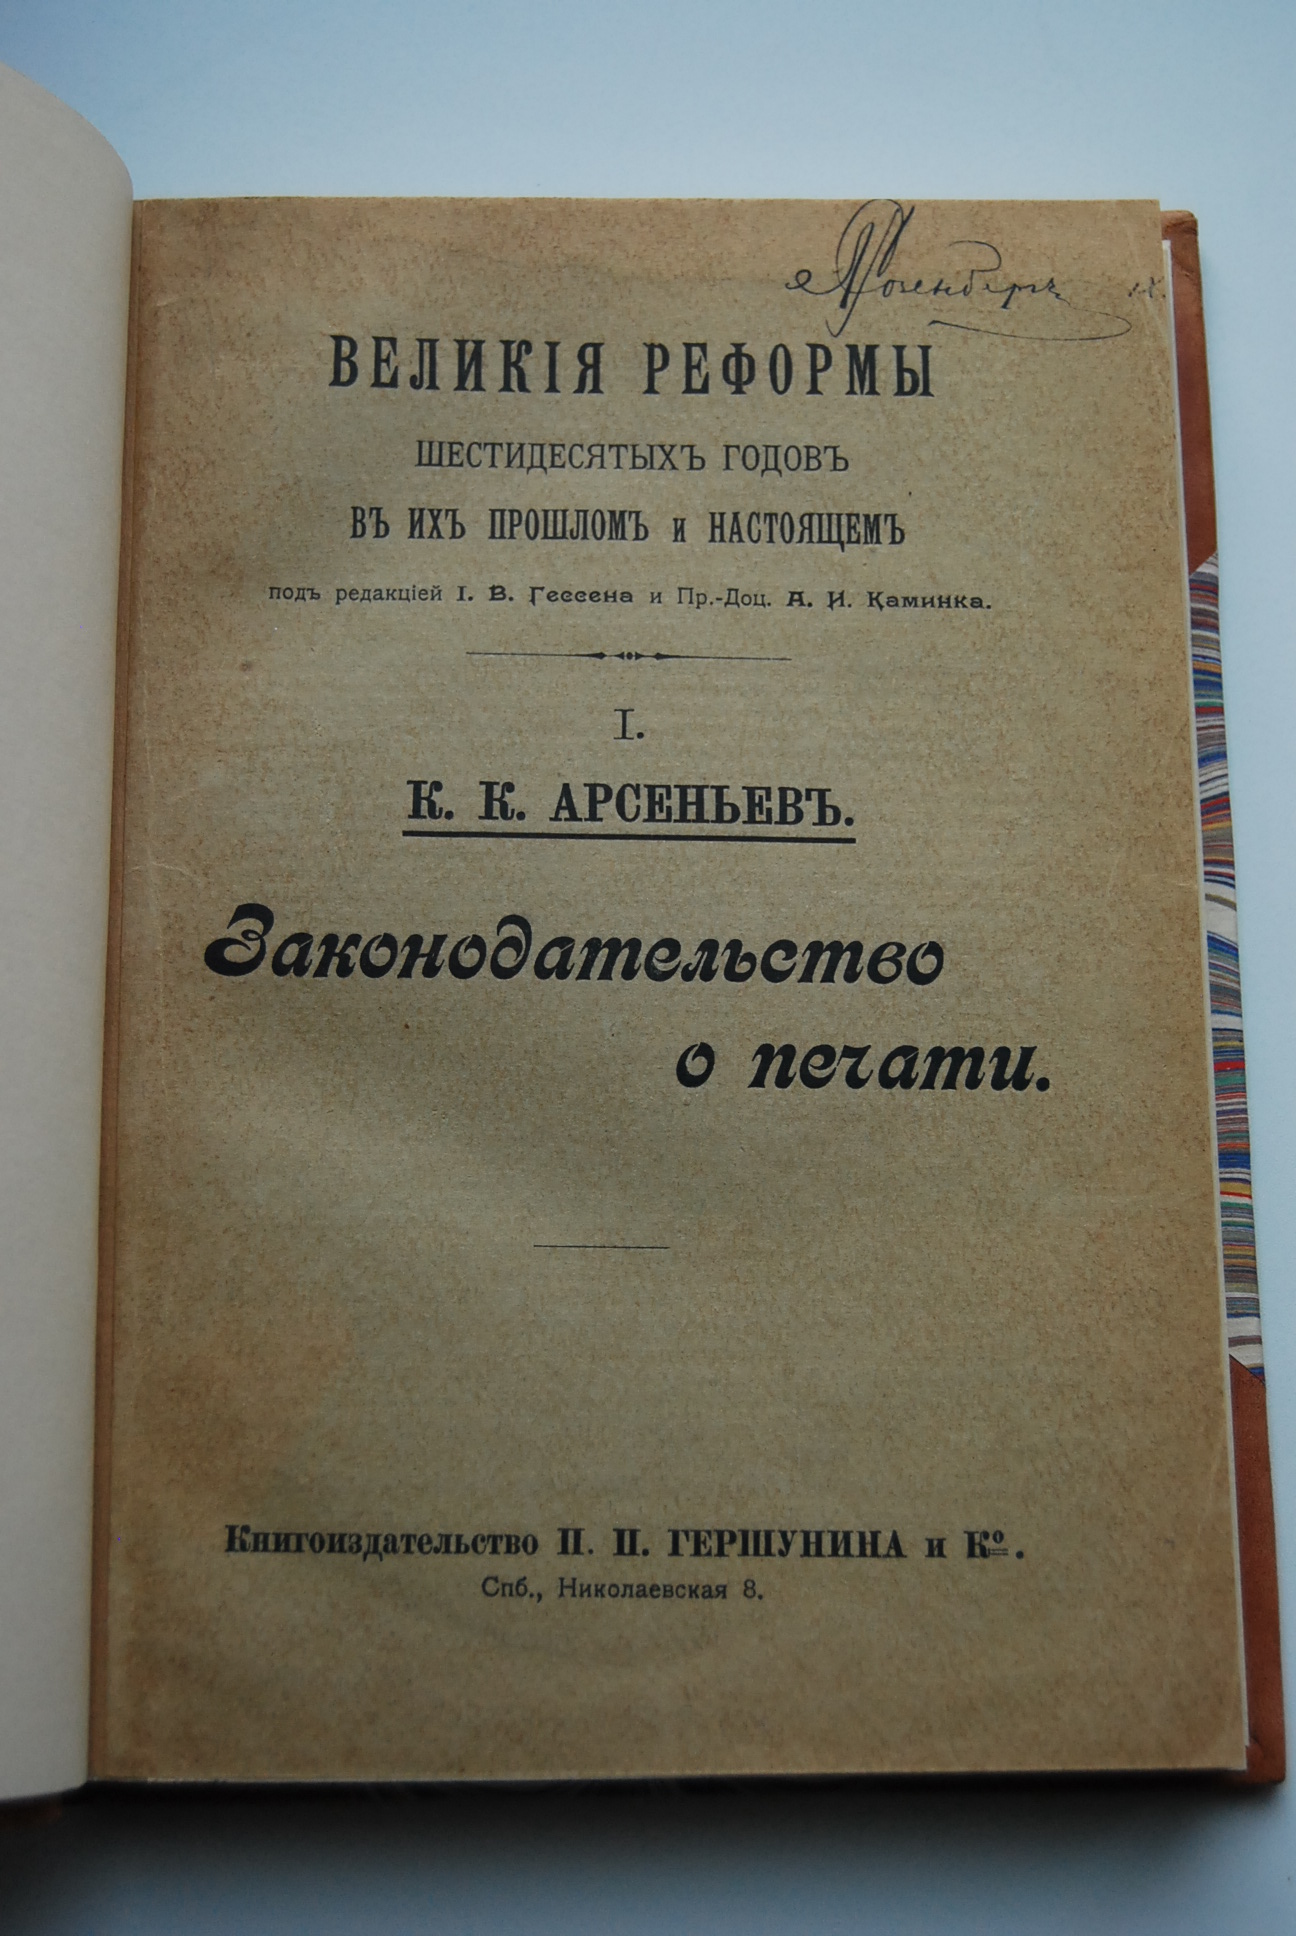 Розенбергъ
ВЕЛИКІЯ РЕФОРМЫ
ШЕСТИДЕСЯТЫХЪ ГОДОВЪ
ВЪ ИХЪ ПРОШЛОМЪ и НАСТОЯЩЕМЪ
подъ редакціей І. В. Гессена и Пр.-Доц. А. И. Каминка.
I.
К. К. АРСЕНЬЕВЪ.
Законодательство
о печати.
Книгоиздательство П. П. ГЕРШУНИНА и Ко.
Спб., Николаевская 8.